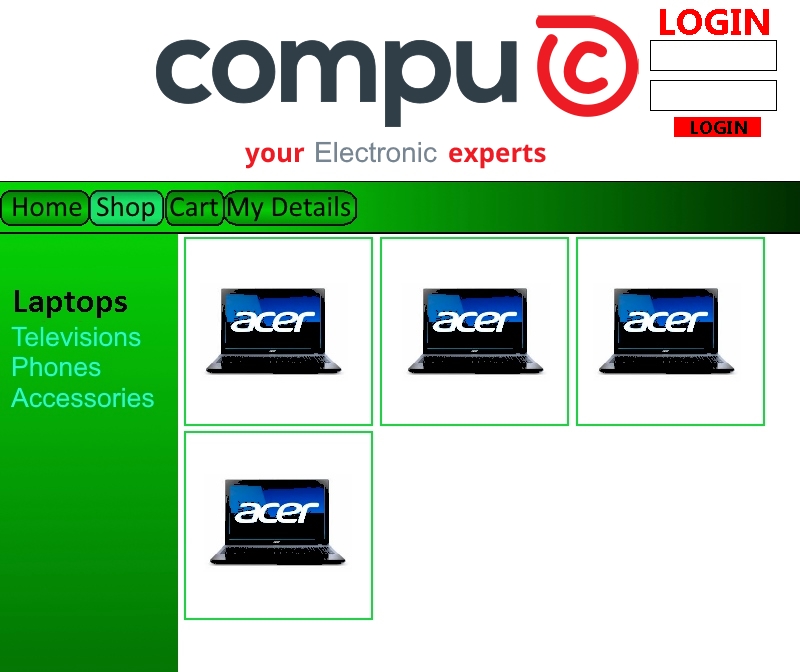 compu c
LOGIN
your Electronic experts
LOGIN
Home Shop Cart My Details
Laptops
Televisions
Phones
Accessories
acer acer acer
acer